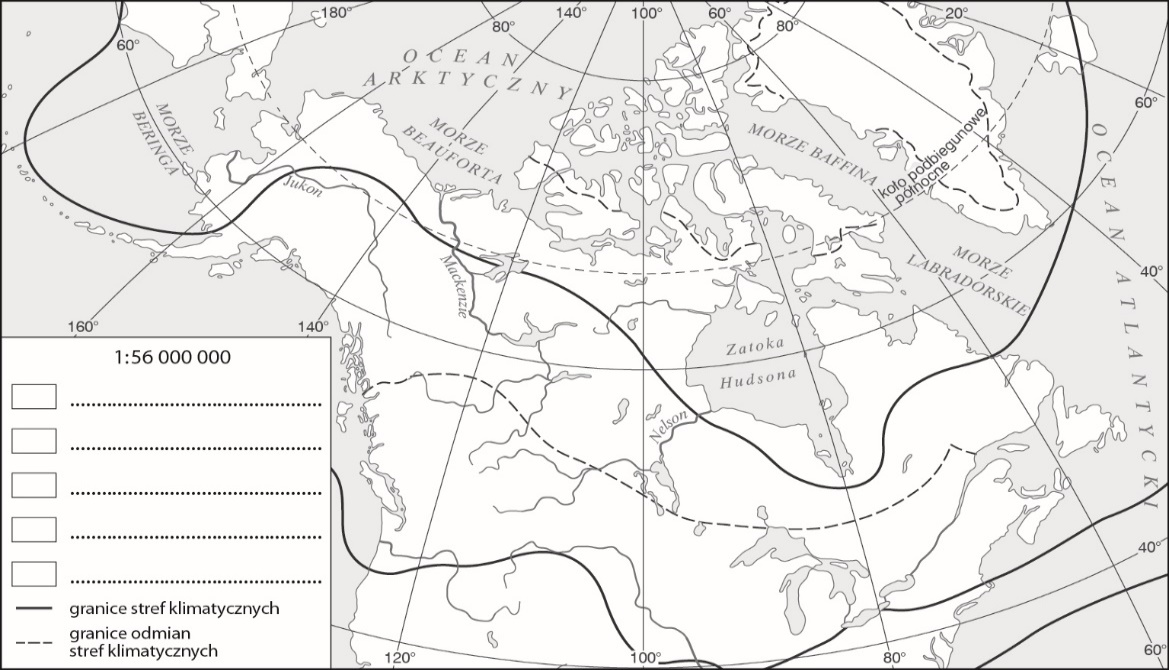 180°
80°
140°
100°
60°
80°
20°
60°
OCEAN
ARKTYCZNY
MORZE
BERINGA
MORZE
BEAUFORTA
MORZE BAFFINA
koło podbiegunowe
północne
60°
OCEAN ATLANTYCKI
Jukon
Mackenzie
MORZE
LABRADORSKIE
40°
160°
140°
Zatoka
Hudsona
Nelson
1:56 000 000
granice stref klimatycznych
granice odmian
stref klimatycznych
40°
120°
100°
80°
60°